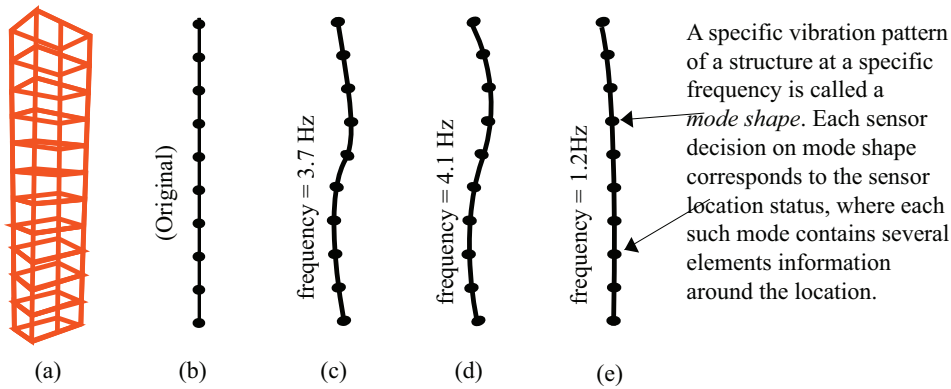 (Original)
frequency = 3.7 Hz
frequency = 4.1 Hz
frequency = 1.2Hz
A specific vibration pattern
of a structure at a specific
frequency is called a
mode shape. Each sensor
decision on mode shape
corresponds to the sensor
location status, where each
such mode contains several
elements information
around the location.
(a)
(b)
(c)
(d)
(e)